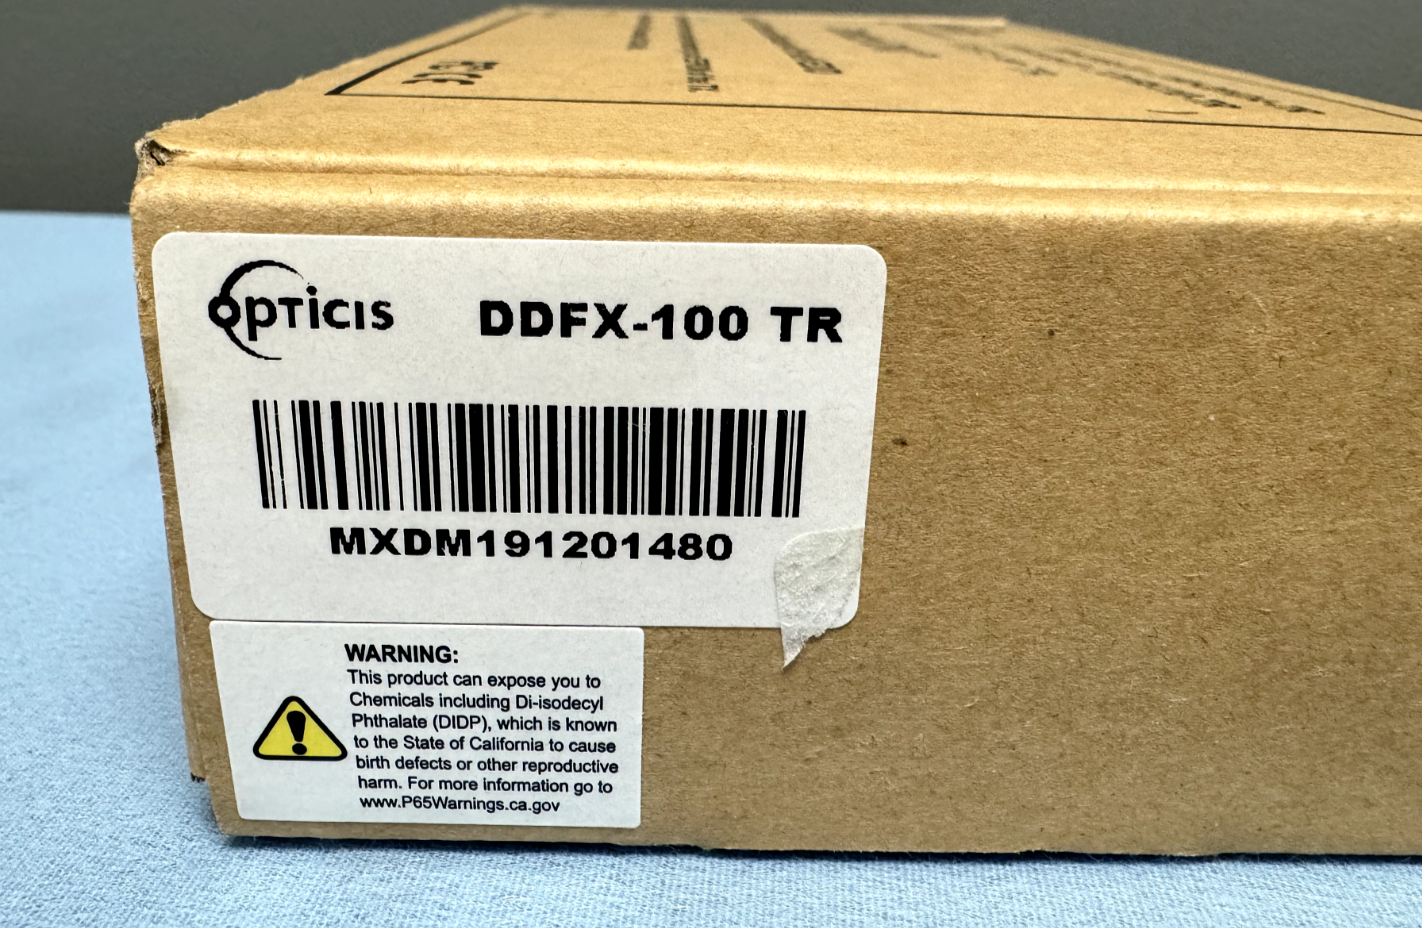 OPTICIS DDFX-100 TR
MXDM191201480
WARNING:
This product can expose you to
Chemicals including Di-isodecyl
Phthalate (DIDP), which is known
to the State of California to cause
birth defects or other reproductive
harm. For more information go to
www.P65Warnings.ca.gov